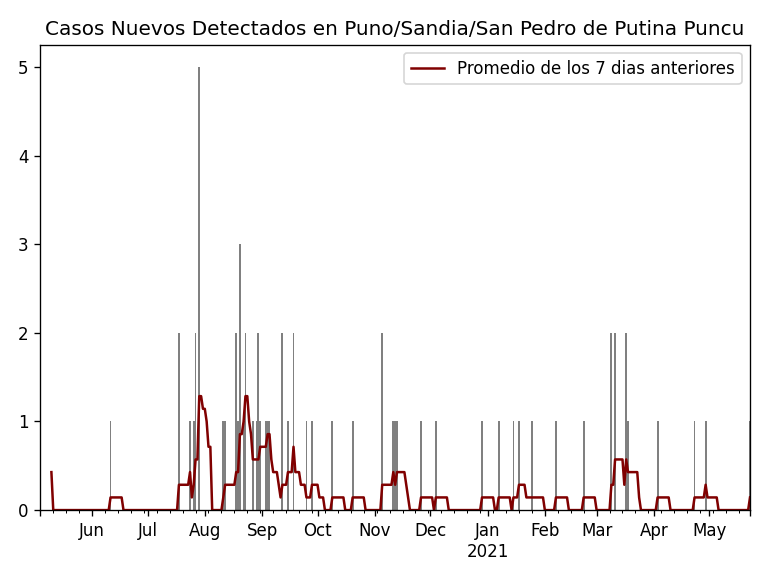 Casos Nuevos Detectados en Puno/Sandia/San Pedro de Putina Puncu
Promedio de los 7 dias anteriores
5
4
3
2
1
0
Jun Jul Aug Sep Oct Nov Dec Jan Feb Mar Apr May
2021